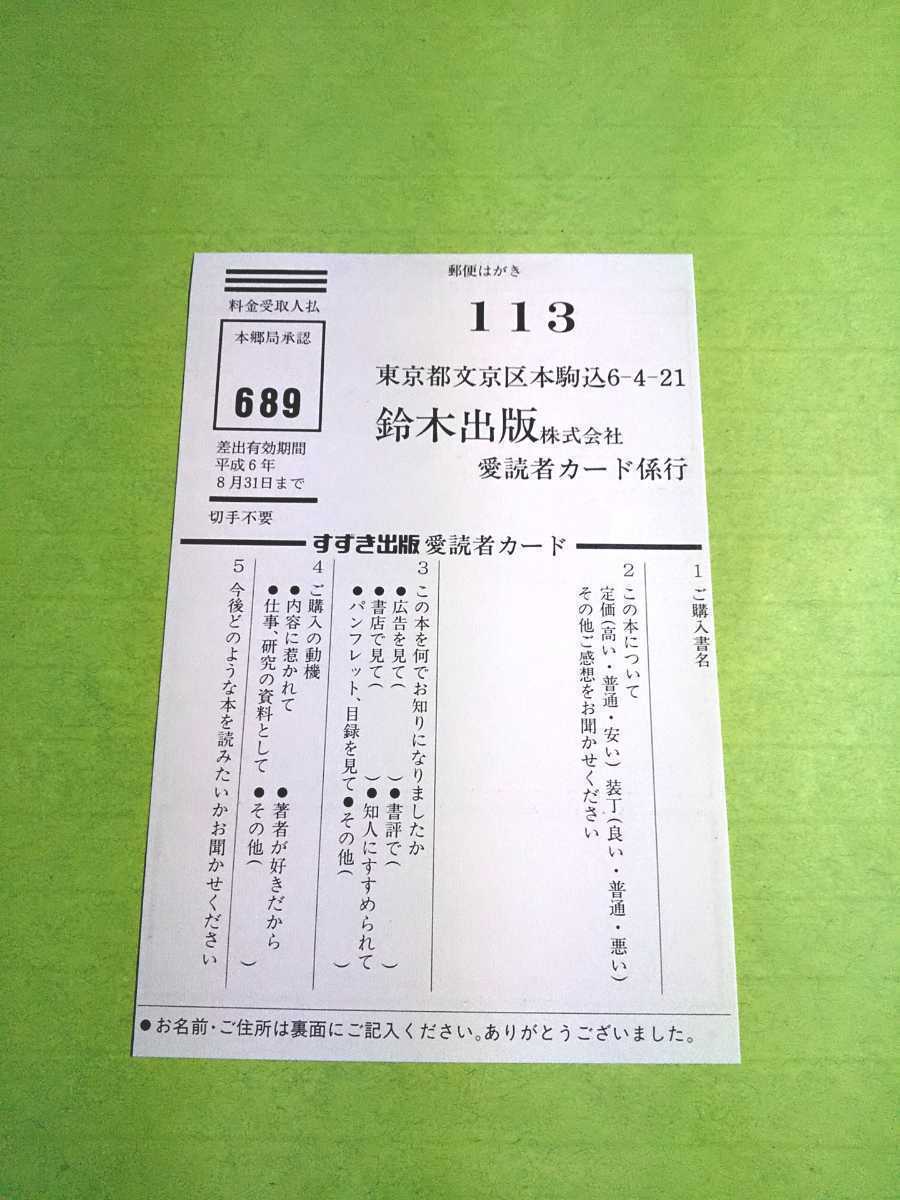 郵便はがき
113
東京都文京区本駒込6-4-21
鈴木出版株式会社
愛読者カード係行
料金受取人払
本郷局承認
689
差出有効期間
平成6年
8月31日まで
切手不要
すずき出版 愛読者カード
1 ご購入書名
2 この本について
定価(高い・普通・安い) 装丁(良い・普通・悪い)
その他ご感想をお聞かせください
3 この本を何でお知りになりましたか
●広告を見て( ) ●書評で( )
●書店で見て( ) ●知人にすすめられて
●パンフレット、目録を見て ●その他( )
4 ご購入の動機
●内容に惹かれて ●著者が好きだから
●仕事、研究の資料として ●その他( )
5 今後どのような本を読みたいかお聞かせください
●お名前・ご住所は裏面にご記入ください。ありがとうございました。